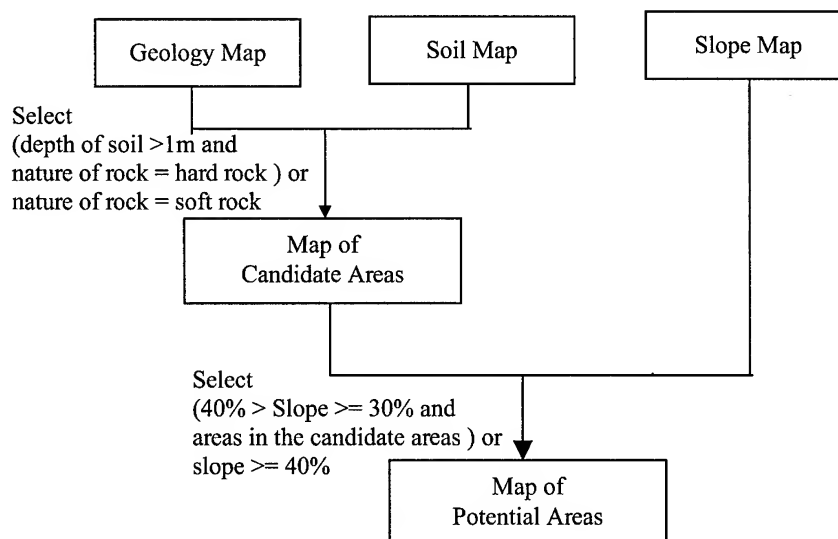 Geology Map
Soil Map
Slope Map
Select
(depth of soil >1m and
nature of rock = hard rock ) or
nature of rock = soft rock
Map of
Candidate Areas
Select
(40% > Slope >= 30% and
areas in the candidate areas ) or
slope >= 40%
Map of
Potential Areas